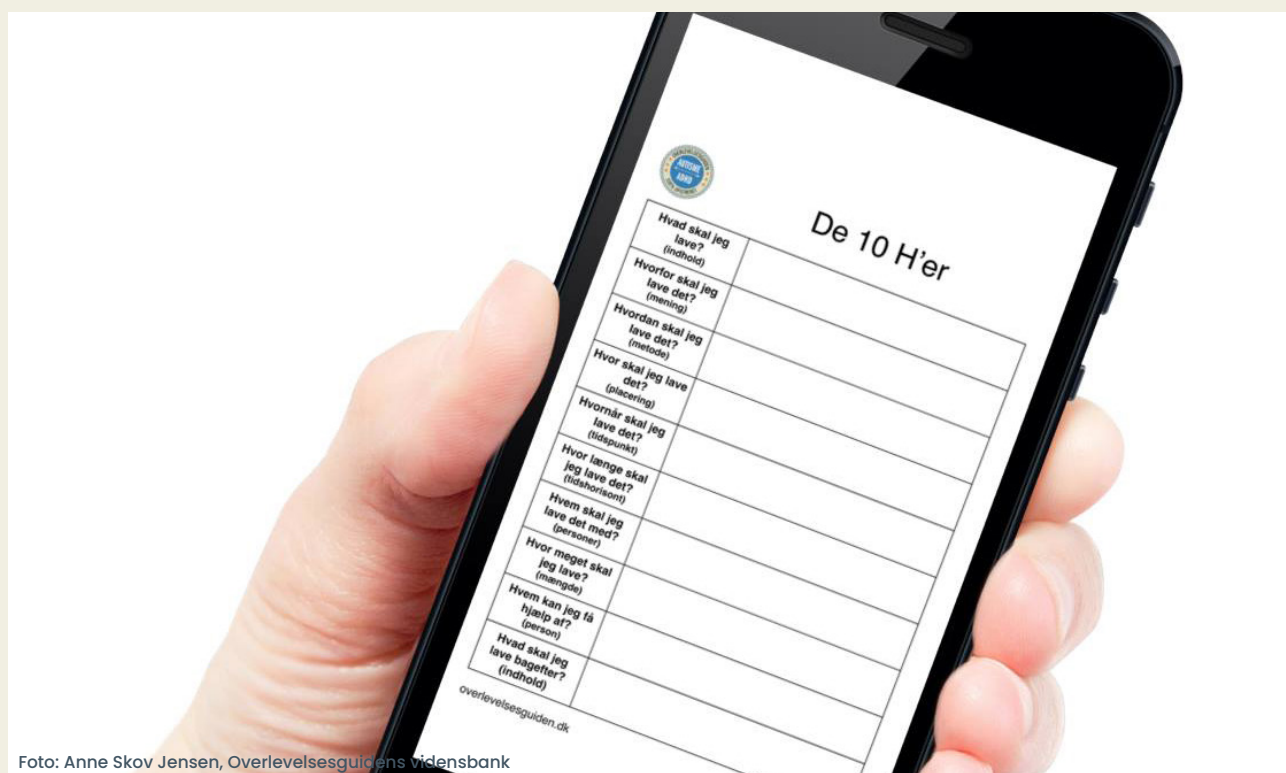 AUTISME
ADHD
De 10 H'er
Hvad skal jeg
lave?
(indhold)
Hvorfor skal jeg
lave det?
(mening)
Hvordan skal jeg
lave det?
(metode)
Hvor skal jeg lave
det?
(placering)
Hvornår skal jeg
lave det?
(tidspunkt)
Hvor længe skal
jeg lave det?
(tidshorisont)
Hvem skal jeg
lave det med?
(personer)
Hvor meget skal
jeg lave?
(mængde)
Hvem kan jeg få
hjælp af?
(person)
Hvad skal jeg
lave bagefter?
(indhold)
overlevelsesguiden.dk
Foto: Anne Skov Jensen, Overlevelsesguidens vidensbank